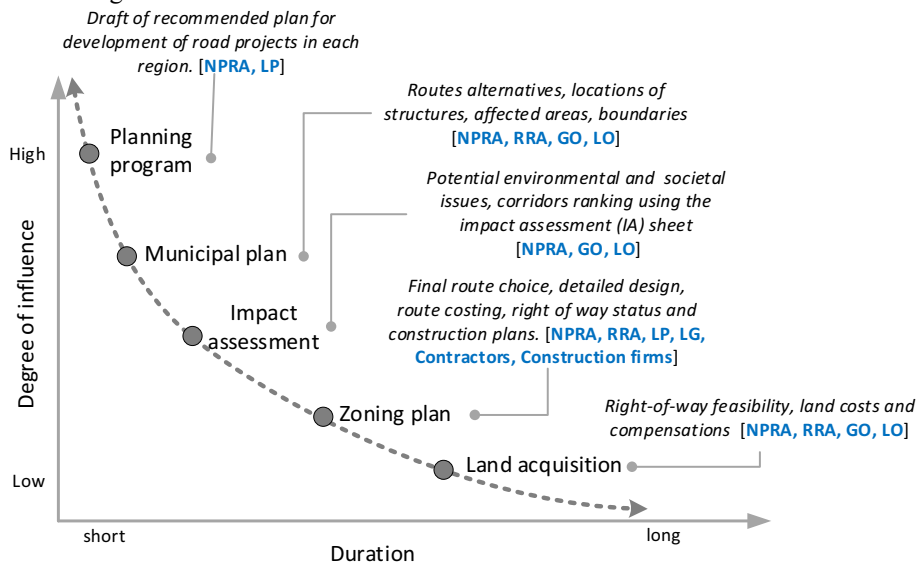 Draft of recommended plan for
development of road projects in each
region. [NPRA, LP]
Routes alternatives, locations of
structures, affected areas, boundaries
[NPRA, RRA, GO, LO]
High
Planning
program
Potential environmental and societal
issues, corridors ranking using the
impact assessment (IA) sheet
[NPRA, GO, LO]
Municipal plan
Degree of influence
Final route choice, detailed design,
route costing, right of way status and
construction plans. [NPRA, RRA, LP, LG,
Contractors, Construction firms]
Impact
assessment
Zoning plan
Right-of-way feasibility, land costs and
compensations [NPRA, RRA, GO, LO]
Land acquisition
Low
short
long
Duration